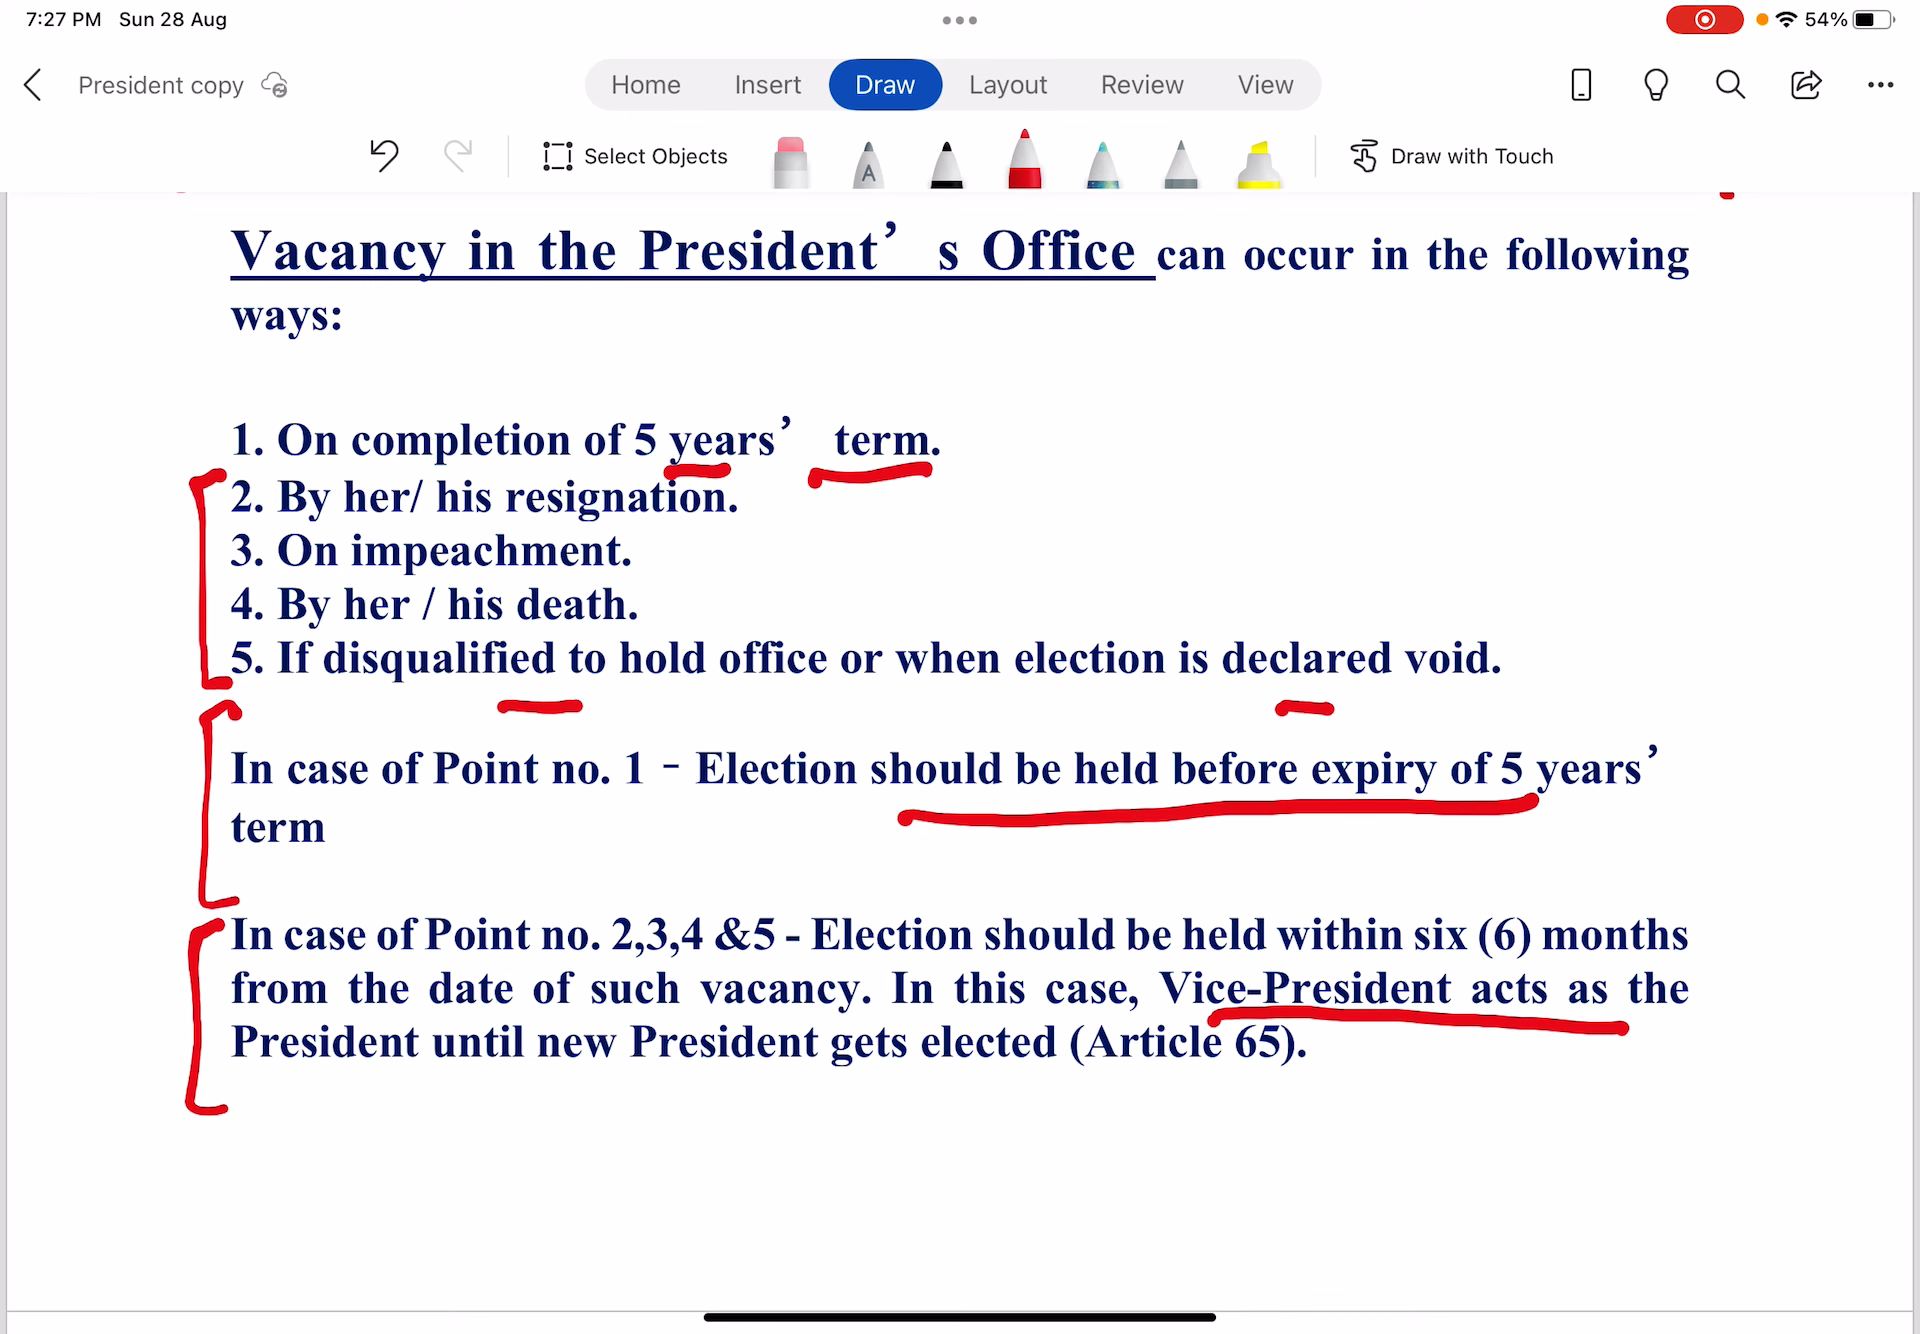 7:27 PM Sun 28 Aug
54%
President copy
Home Insert Draw Layout Review View
Select Objects
A
Draw with Touch
Vacancy in the President’s Office can occur in the following
ways:
1. On completion of 5 years’ term.
2. By her/ his resignation.
3. On impeachment.
4. By her / his death.
5. If disqualified to hold office or when election is declared void.
In case of Point no. 1 – Election should be held before expiry of 5 years’
term
In case of Point no. 2,3,4 &5 - Election should be held within six (6) months
from the date of such vacancy. In this case, Vice-President acts as the
President until new President gets elected (Article 65).